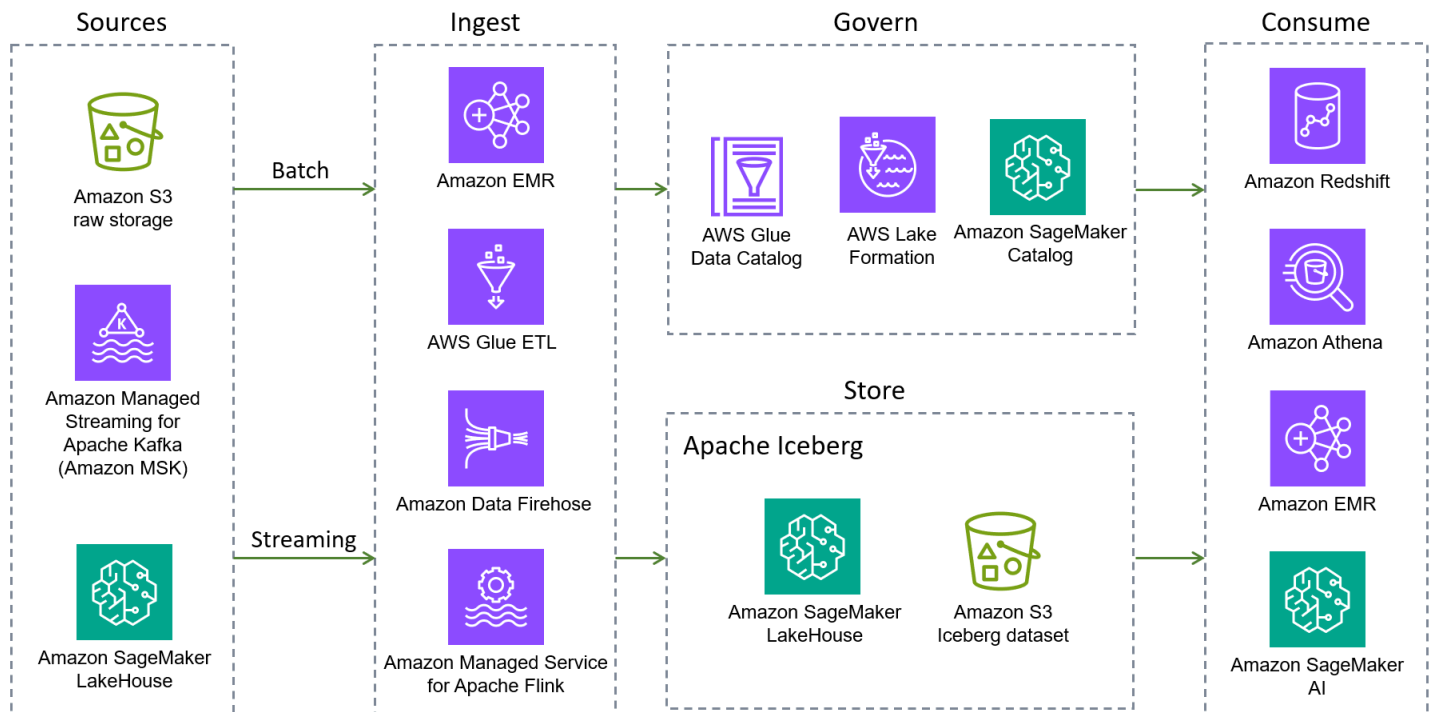 Sources
Amazon S3
raw storage
K
Amazon Managed
Streaming for
Apache Kafka
(Amazon MSK)
Amazon SageMaker
LakeHouse
Batch
Streaming
Ingest
Amazon EMR
AWS Glue ETL
Amazon Data Firehose
Amazon Managed Service
for Apache Flink
Govern
AWS Glue
Data Catalog
AWS Lake
Formation
Amazon SageMaker
Catalog
Store
Apache Iceberg
Amazon SageMaker
LakeHouse
Amazon S3
Iceberg dataset
Consume
Amazon Redshift
Amazon Athena
Amazon EMR
Amazon SageMaker
AI